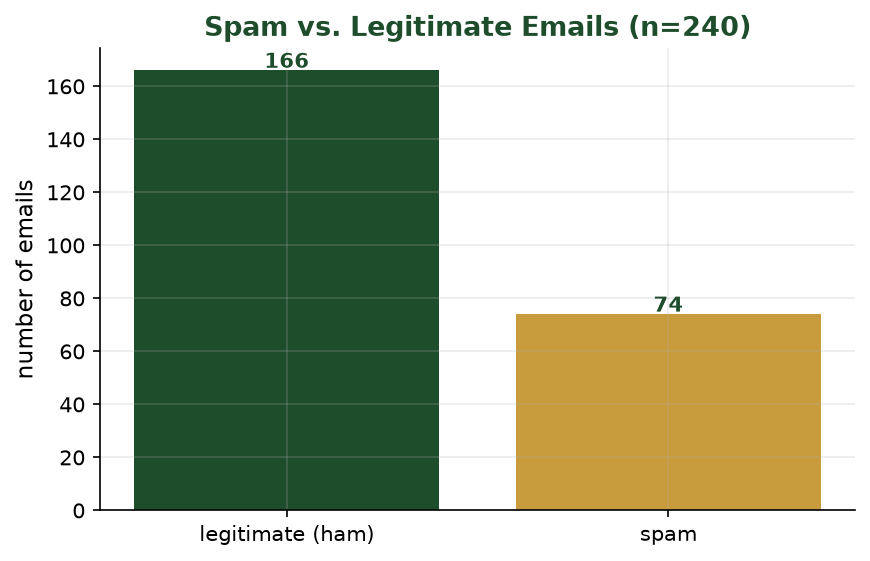 Spam vs. Legitimate Emails (n=240)
number of emails
160
140
120
100
80
60
40
20
0
166
74
legitimate (ham)
spam